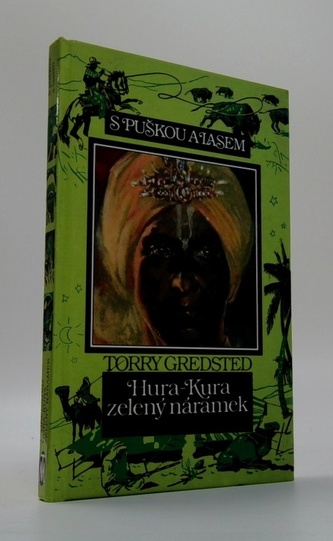 S PUŠKOU A LASEM
TORRY GREDSTED
Hura-Kura
zelený náramek